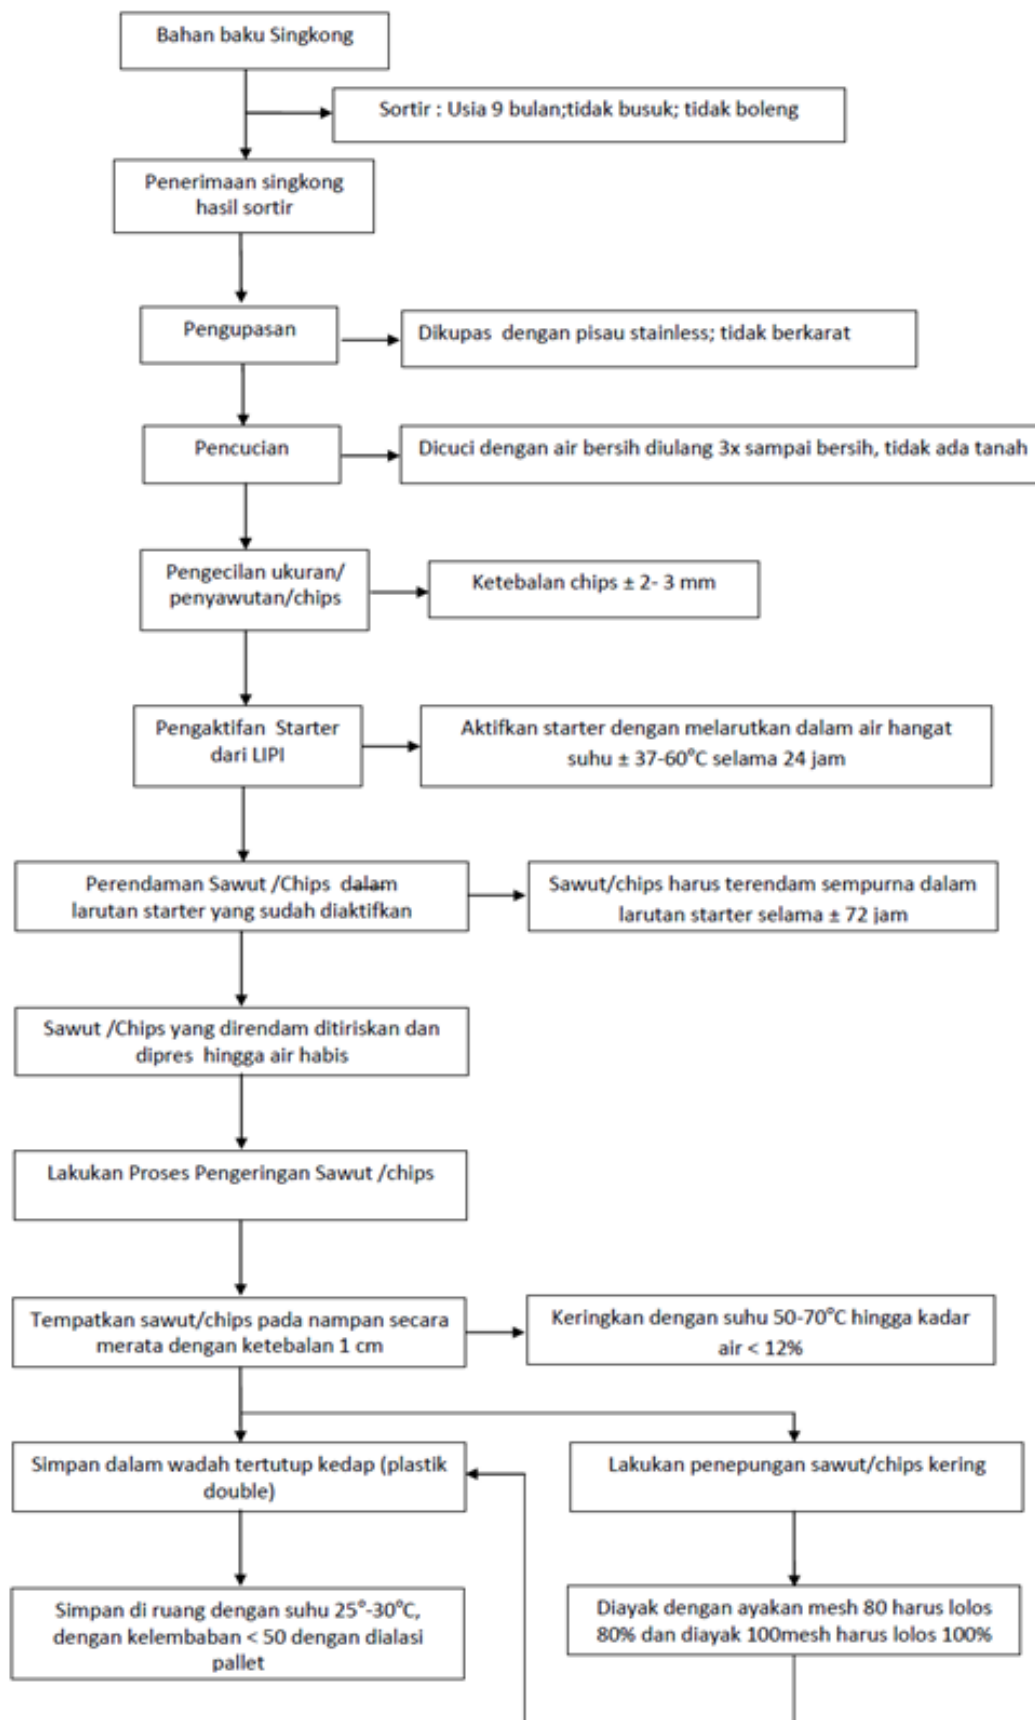 Bahan baku Singkong
Sortir : Usia 9 bulan;tidak busuk; tidak boleng
Penerimaan singkong
hasil sortir
Pengupasan
Dikupas dengan pisau stainless; tidak berkarat
Pencucian
Dicuci dengan air bersih diulang 3x sampai bersih, tidak ada tanah
Pengecilan ukuran/
penyawutan/chips
Ketebalan chips ± 2- 3 mm
Pengaktifan Starter
dari LIPI
Aktifkan starter dengan melarutkan dalam air hangat
suhu ± 37-60°C selama 24 jam
Perendaman Sawut /Chips dalam
larutan starter yang sudah diaktifkan
Sawut/chips harus terendam sempurna dalam
larutan starter selama ± 72 jam
Sawut /Chips yang direndam ditiriskan dan
dipres hingga air habis
Lakukan Proses Pengeringan Sawut /chips
Tempatkan sawut/chips pada nampan secara
merata dengan ketebalan 1 cm
Keringkan dengan suhu 50-70°C hingga kadar
air < 12%
Simpan dalam wadah tertutup kedap (plastik
double)
Lakukan penepungan sawut/chips kering
Simpan di ruang dengan suhu 25°-30°C,
dengan kelembaban < 50 dengan dialasi
pallet
Diayak dengan ayakan mesh 80 harus lolos
80% dan diayak 100mesh harus lolos 100%